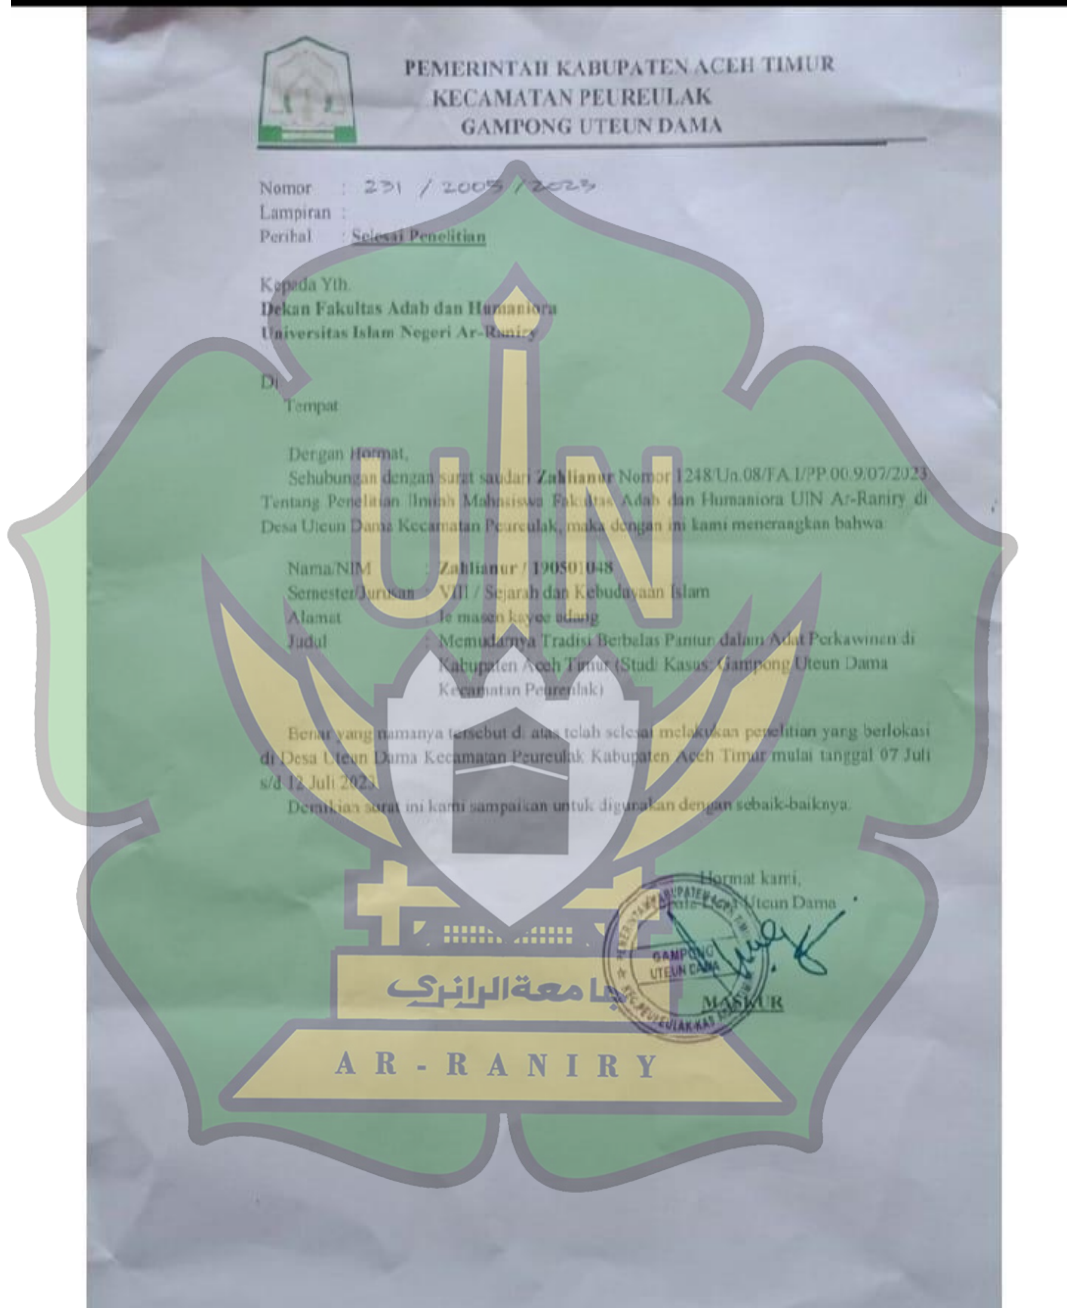 PEMERINTAH KABUPATEN ACEH TIMUR
KECAMATAN PEUREULAK
GAMPONG UTEUN DAMA
Nomor : 231 / 2005 / 2023
Lampiran :
Perihal : Selesai Penelitian
Kepada Yth.
Dekan Fakultas Adab dan Humaniora
Universitas Islam Negeri Ar-Raniry
Di
Tempat
Dengan Hormat,
Sehubungan dengan surat saudari Zahlianur Nomor 1248/Un.08/FA.I/PP.00.9/07/2023
Tentang Penelitian Ilmiah Mahasiswa Fakultas Adab dan Humaniora UIN Ar-Raniry di
Desa Uteun Dama Kecamatan Peureulak, maka dengan ini kami menerangkan bahwa
Nama/NIM : Zahlianur / 190501048
Semester/Jurusan : VIII / Sejarah dan Kebudayaan Islam
Alamat : Ie masen kayee adang
Judul : Memudarnya Tradisi Berbalas Pantun dalam Adat Perkawinan di
Kabupaten Aceh Timur (Studi Kasus: Gampong Uteun Dama
Kecamatan Peureulak)
Benar yang namanya tersebut di atas telah selesai melakukan penelitian yang berlokasi
di Desa Uteun Dama Kecamatan Peureulak Kabupaten Aceh Timur mulai tanggal 07 Juli
s/d 12 Juli 2023.
Demikian surat ini kami sampaikan untuk digunakan dengan sebaik-baiknya.
Hormat kami,
Desa Uteun Dama
GAMPONG
UTEUN DAMA
MASKUR
UIN
جامعة الرانري
AR-RANIRY